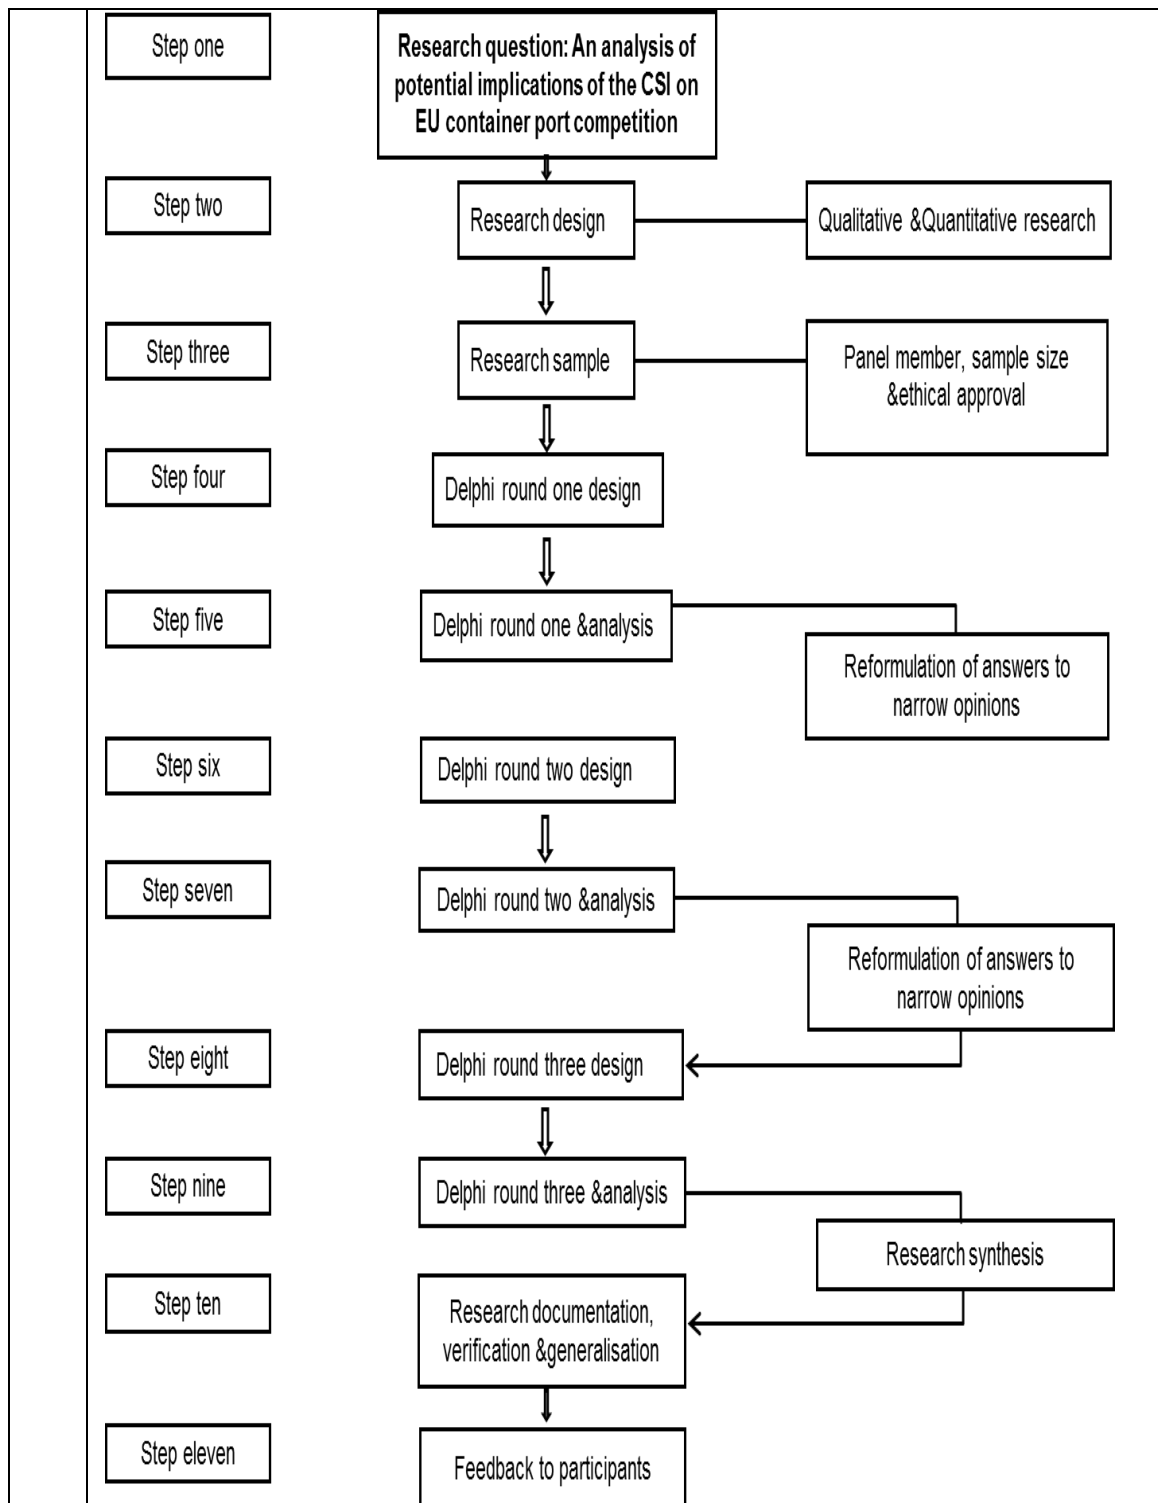 Step one
Research question: An analysis of
potential implications of the CSI on
EU container port competition
Step two
Research design
Qualitative &Quantitative research
Step three
Research sample
Panel member, sample size
&ethical approval
Step four
Delphi round one design
Step five
Delphi round one &analysis
Reformulation of answers to
narrow opinions
Step six
Delphi round two design
Step seven
Delphi round two &analysis
Reformulation of answers to
narrow opinions
Step eight
Delphi round three design
Step nine
Delphi round three &analysis
Research synthesis
Step ten
Research documentation,
verification &generalisation
Step eleven
Feedback to participants